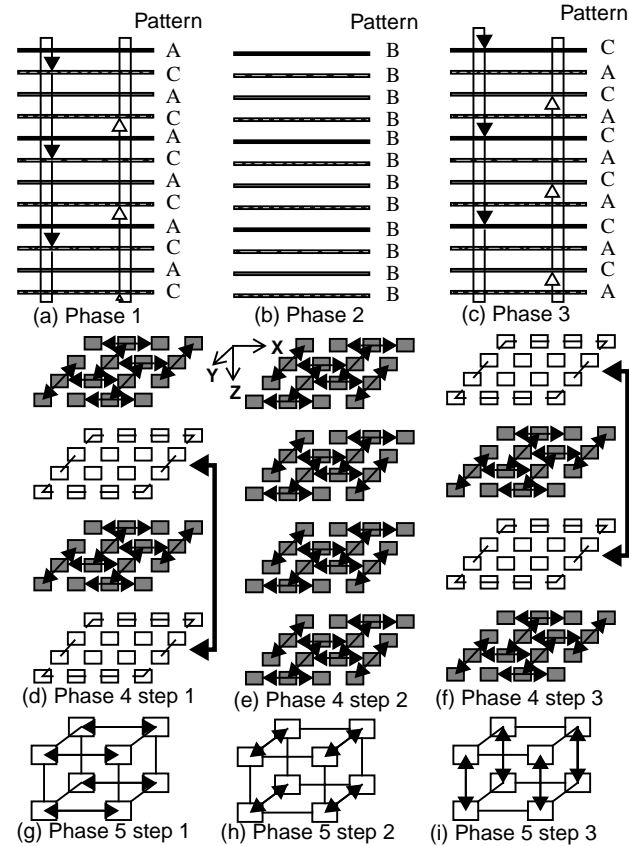 Pattern Pattern Pattern
A B C
C B A
A B C
C B A
A B C
C B A
A B C
C B A
A B C
C B A
A B C
C B A
(a) Phase 1 (b) Phase 2 (c) Phase 3
X
Y
Z
(d) Phase 4 step 1 (e) Phase 4 step 2 (f) Phase 4 step 3
(g) Phase 5 step 1 (h) Phase 5 step 2 (i) Phase 5 step 3